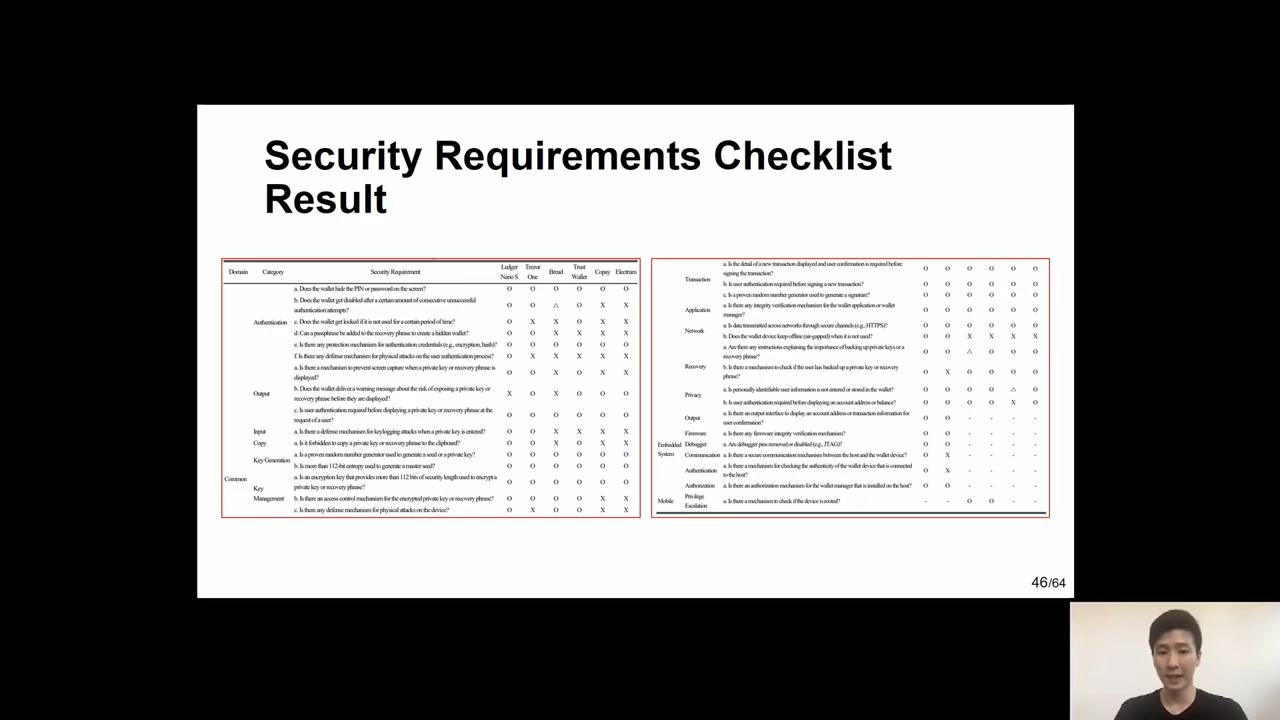 Security Requirements Checklist
Result
Domain Category Security Requirement Ledger Nano S Trezor One Bread Trust Wallet Copay Electrum
Authentication
a. Does the wallet hide the PIN or password on the screen? O O O O O O
b. Does the wallet get disabled after a certain amount of consecutive unsuccessful
authentication attempts? O O △ O X X
c. Does the wallet get locked if it is not used for a certain period of time? O X X O X X
d. Can a passphrase be added to the recovery phrase to create a hidden wallet? O O X X X X
e. Is there any protection mechanism for authentication credentials (e.g., encryption, hash)? O O O O O O
f. Is there any defense mechanism for physical attacks on the user authentication process? O X X X X X
Output
a. Is there a mechanism to prevent screen capture when a private key or recovery phrase is
displayed? O O X O X X
b. Does the wallet deliver a warning message about the risk of exposing a private key or
recovery phrase before they are displayed? X O X O O O
c. Is user authentication required before displaying a private key or recovery phrase at the
request of a user? O O O O O O
Input a. Is there a defense mechanism for keylogging attacks when a private key is entered? O O X X X X
Copy a. Is it forbidden to copy a private key or recovery phrase to the clipboard? O O X X X X
Key Generation
a. Is a proven random number generator used to generate a seed or a private key? O O O O O O
b. Is more than 112-bit entropy used to generate a master seed? O O O O O O
Common
Key
Management
a. Is an encryption key that provides more than 112 bits of security length used to encrypt a
private key or recovery phrase? O O O O O O
b. Is there an access control mechanism for the encrypted private key or recovery phrase? O O O O X X
c. Is there any defense mechanism for physical attacks on the device? O X O O X X
Transaction
a. Is the detail of a new transaction displayed and user confirmation is required before
signing the transaction? O O O O O O
b. Is user authentication required before signing a new transaction? O O O O O O
c. Is a proven random number generator used to generate a signature? O O O O O O
Application
a. Is there any integrity verification mechanism for the wallet application or wallet
manager? O O O O O O
Network
a. Is data transmitted across networks through secure channels (e.g., HTTPS)? O O O O O O
b. Does the wallet device keep offline (air-gapped) when it is not used? O O X X X X
Recovery
a. Are there any instructions explaining the importance of backing up private keys or a
recovery phrase? O O △ O O O
b. Is there a mechanism to check if the user has backed up a private key or recovery
phrase? O X O O O O
Privacy
a. Is personally identifiable user information is not entered or stored in the wallet? O O O O △ O
b. Is user authentication required before displaying an account address or balance? O O O O X O
Embedded
System
Output
a. Is there an output interface to display an account address or transaction information for
user confirmation? O O - - - -
Firmware a. Is there any firmware integrity verification mechanism? O O - - - -
Debugger a. Are debugger pins removed or disabled (e.g., JTAG)? O O - - - -
Communication a. Is there a secure communication mechanism between the host and the wallet device? O X - - - -
Authentication
a. Is there a mechanism for checking the authenticity of the wallet device that is connected
to the host? O X - - - -
Authorization a. Is there an authorization mechanism for the wallet manager that is installed on the host? O O - - - -
Mobile
Privilege
Escalation
a. Is there a mechanism to check if the device is rooted? - - O O - -
46/64